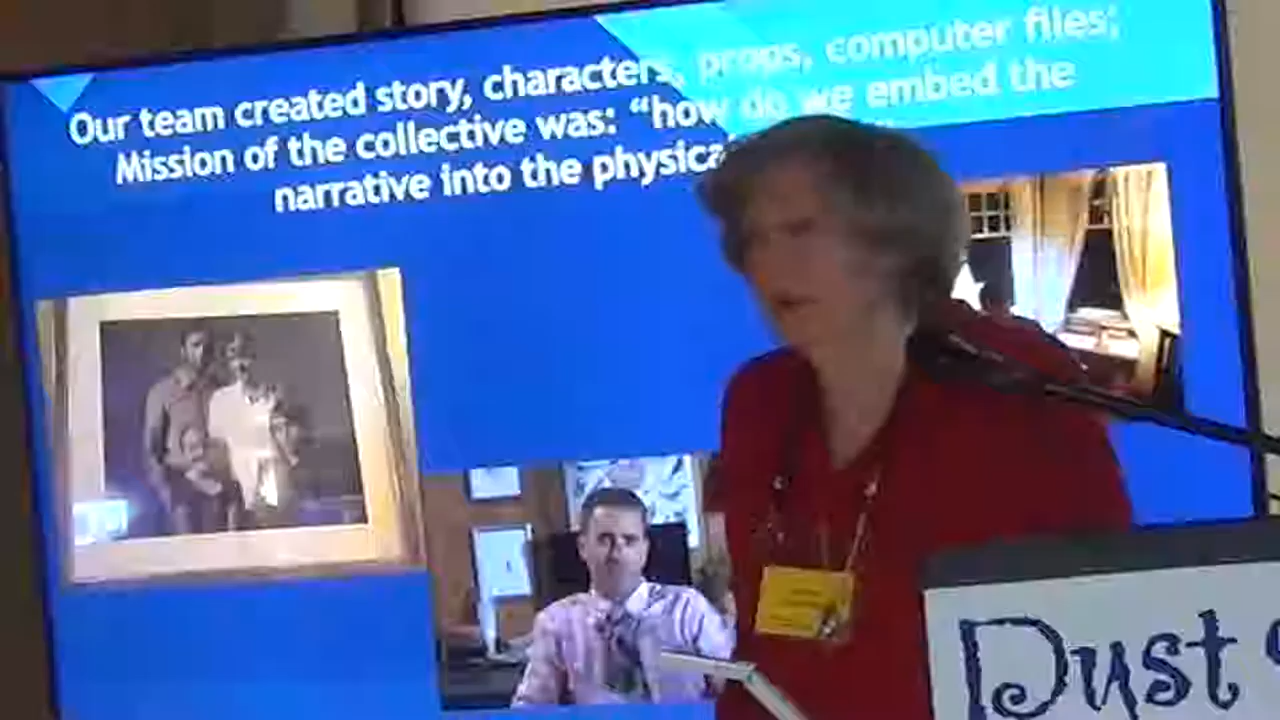 Our team created story, characters, props, computer files;
Mission of the collective was: “how do we embed the
narrative into the physica
Dust